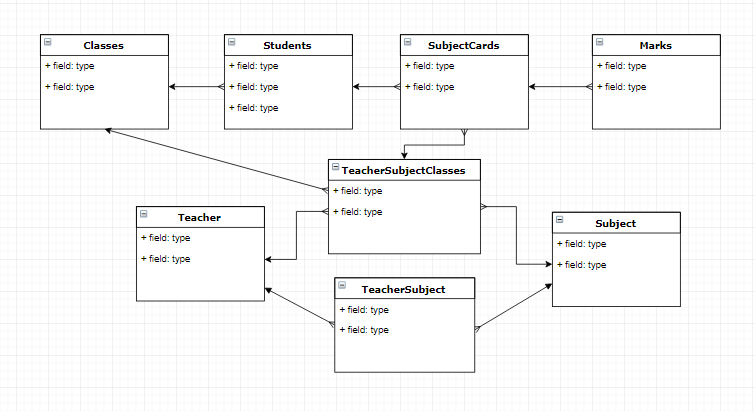 Classes
+ field: type
+ field: type
Students
+ field: type
+ field: type
+ field: type
SubjectCards
+ field: type
+ field: type
Marks
+ field: type
+ field: type
TeacherSubjectClasses
+ field: type
+ field: type
Teacher
+ field: type
+ field: type
Subject
+ field: type
+ field: type
TeacherSubject
+ field: type
+ field: type